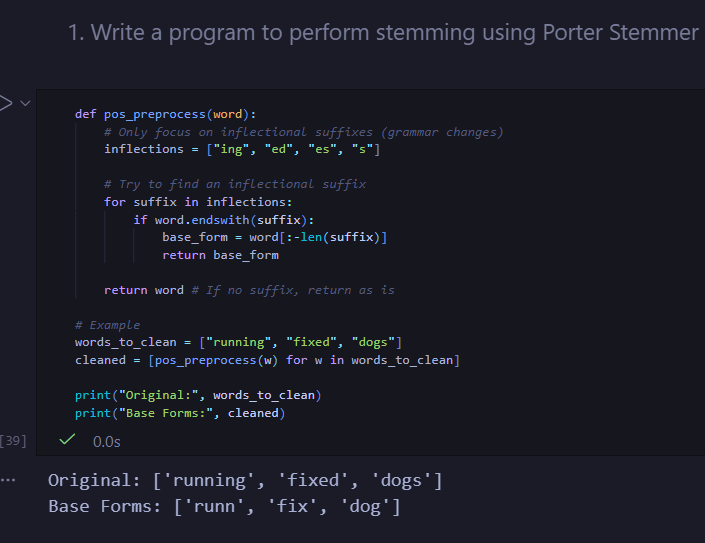 1. Write a program to perform stemming using Porter Stemmer
def pos_preprocess(word):
    # Only focus on inflectional suffixes (grammar changes)
    inflections = ["ing", "ed", "es", "s"]

    # Try to find an inflectional suffix
    for suffix in inflections:
        if word.endswith(suffix):
            base_form = word[:-len(suffix)]
            return base_form

    return word # If no suffix, return as is

# Example
words_to_clean = ["running", "fixed", "dogs"]
cleaned = [pos_preprocess(w) for w in words_to_clean]

print("Original:", words_to_clean)
print("Base Forms:", cleaned)
[39]
0.0s
...
Original: ['running', 'fixed', 'dogs']
Base Forms: ['runn', 'fix', 'dog']